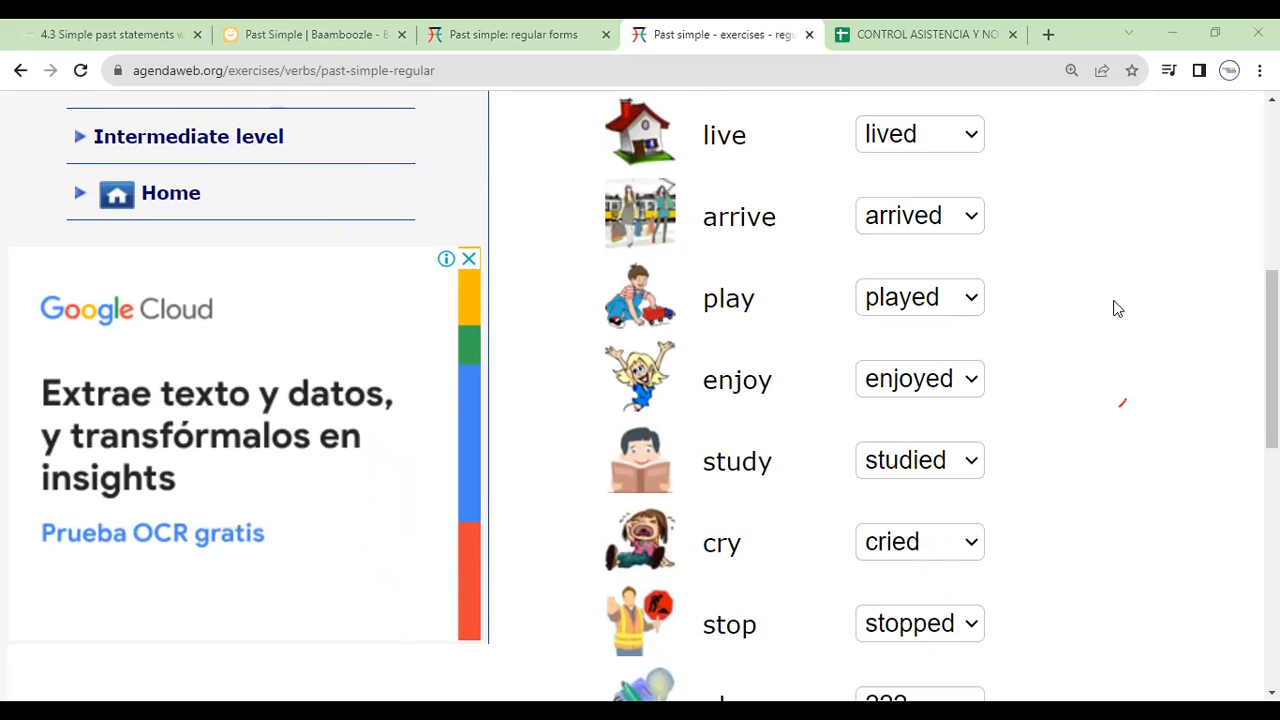 4.3 Simple past statements w
Past Simple | Baamboozle - B
Past simple: regular forms
Past simple - exercises - regu
CONTROL ASISTENCIA Y NO
agendaweb.org/exercises/verbs/past-simple-regular
Intermediate level
Home
Google Cloud
Extrae texto y datos,
y transfórmalos en
insights
Prueba OCR gratis
live lived
arrive arrived
play played
enjoy enjoyed
study studied
cry cried
stop stopped
???